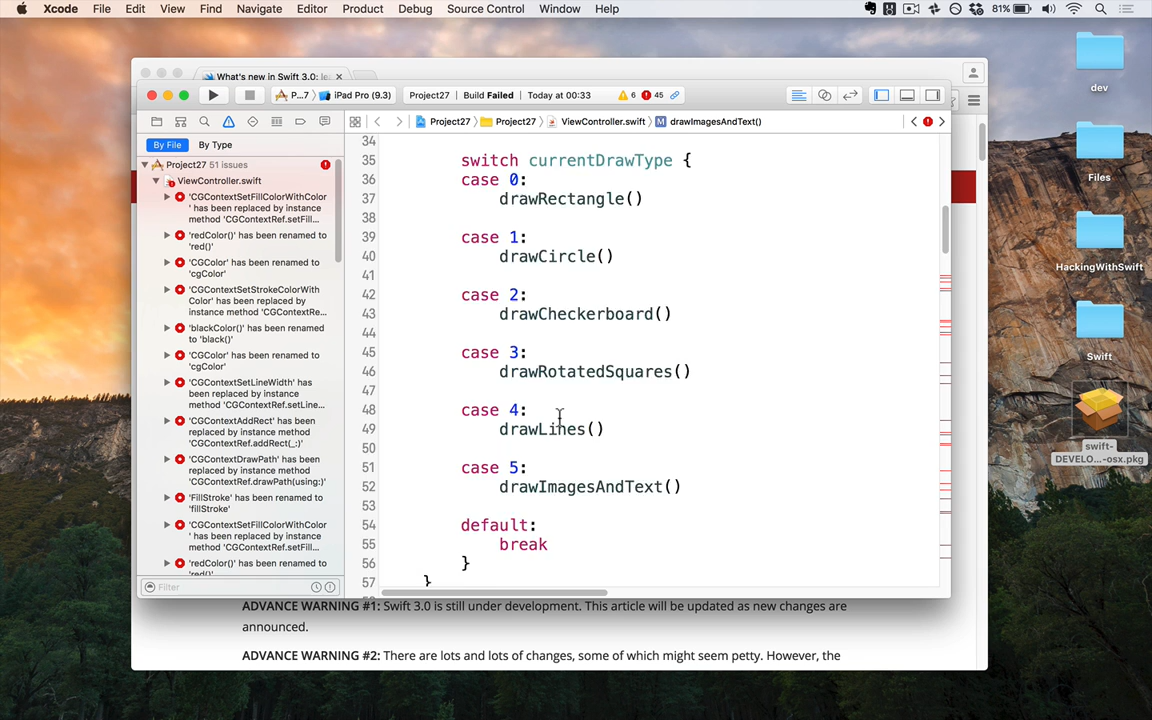 Xcode File Edit View Find Navigate Editor Product Debug Source Control Window Help 81%
What's new in Swift 3.0: le
P...7 iPad Pro (9.3) Project27 Build Failed Today at 00:33 6 45
Project27 Project27 ViewController.swift M drawImagesAndText()
By File By Type
Project27 51 issues
ViewController.swift
'CGContextSetFillColorWithColor
' has been replaced by instance
method 'CGContextRef.setFill...
'redColor()' has been renamed to
'red()'
'CGColor' has been renamed to
'cgColor'
'CGContextSetStrokeColorWith
Color' has been replaced by
instance method 'CGContextRe...
'blackColor()' has been renamed
to 'black()'
'CGColor' has been renamed to
'cgColor'
'CGContextSetLineWidth' has
been replaced by instance
method 'CGContextRef.setLine...
'CGContextAddRect' has been
replaced by instance method
'CGContextRef.addRect(_:)'
'CGContextDrawPath' has been
replaced by instance method
'CGContextRef.drawPath(using:)'
'FillStroke' has been renamed to
'fillStroke'
'CGContextSetFillColorWithColor
' has been replaced by instance
method 'CGContextRef.setFill...
'redColor()' has been renamed to
'red()'
Filter
34
35 switch currentDrawType {
36 case 0:
37 drawRectangle()
38
39 case 1:
40 drawCircle()
41
42 case 2:
43 drawCheckerboard()
44
45 case 3:
46 drawRotatedSquares()
47
48 case 4:
49 drawLines()
50
51 case 5:
52 drawImagesAndText()
53
54 default:
55 break
56 }
57 }
ADVANCE WARNING #1: Swift 3.0 is still under development. This article will be updated as new changes are
announced.
ADVANCE WARNING #2: There are lots and lots of changes, some of which might seem petty. However, the
dev
Files
HackingWithSwift
Swift
swift-
DEVELO...-osx.pkg